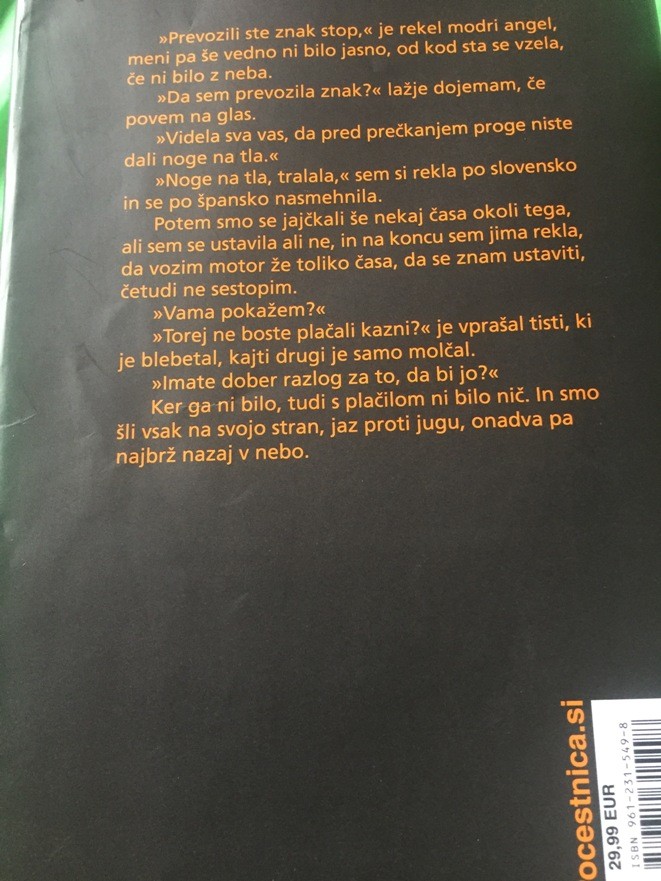 »Prevozili ste znak stop,« je rekel modri angel,
meni pa še vedno ni bilo jasno, od kod sta se vzela,
če ni bilo z neba.
»Da sem prevozila znak?« lažje dojemam, če
povem na glas.
»Videla sva vas, da pred prečkanjem proge niste
dali noge na tla.«
»Noge na tla, tralala,« sem si rekla po slovensko
in se po špansko nasmehnila.
Potem smo se jajčkali še nekaj časa okoli tega,
ali sem se ustavila ali ne, in na koncu sem jima rekla,
da vozim motor že toliko časa, da se znam ustaviti,
četudi ne sestopim.
»Vama pokažem?«
»Torej ne boste plačali kazni?« je vprašal tisti, ki
je blebetal, kajti drugi je samo molčal.
»Imate dober razlog za to, da bi jo?«
Ker ga ni bilo, tudi s plačilom ni bilo nič. In smo
šli vsak na svojo stran, jaz proti jugu, onadva pa
najbrž nazaj v nebo.
ocestnica.si
29,99 EUR
ISBN 961-231-549-8